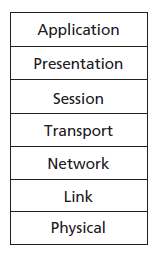 Application
Presentation
Session
Transport
Network
Link
Physical